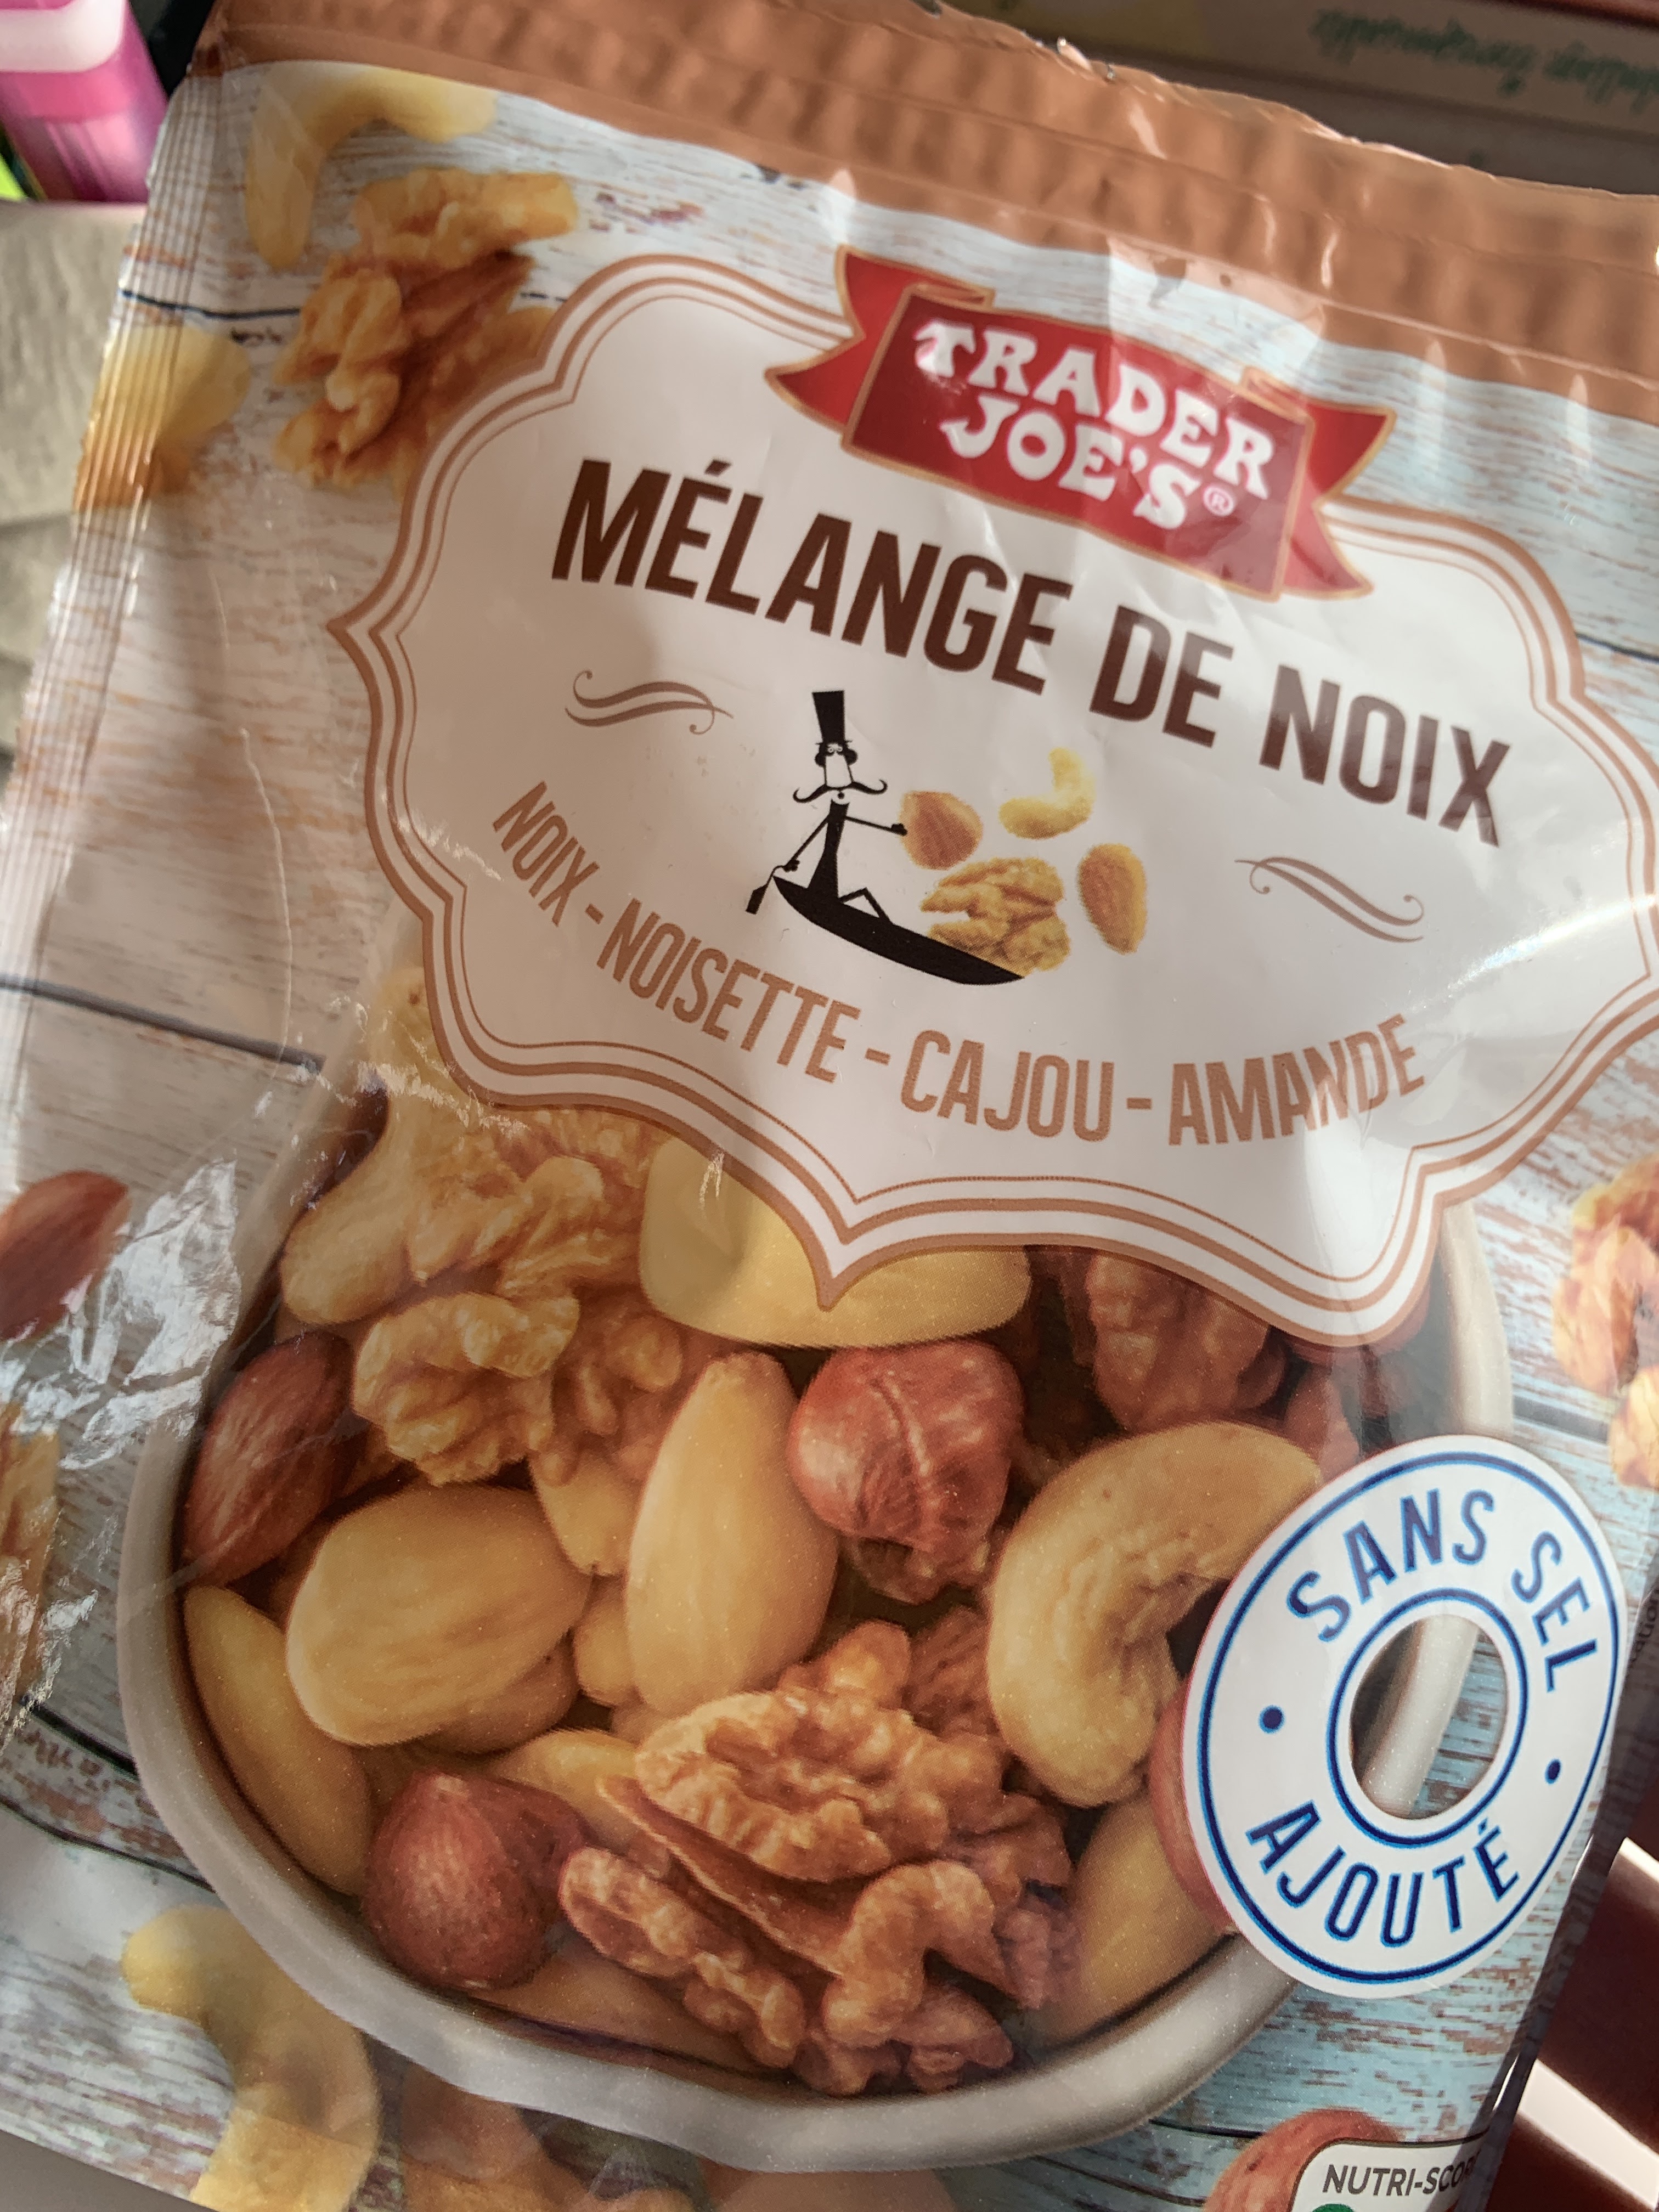 TRADER
JOE'S®
MÉLANGE DE NOIX
NOIX - NOISETTE - CAJOU - AMANDE
SANS SEL
AJOUTÉ
NUTRI-SCORE